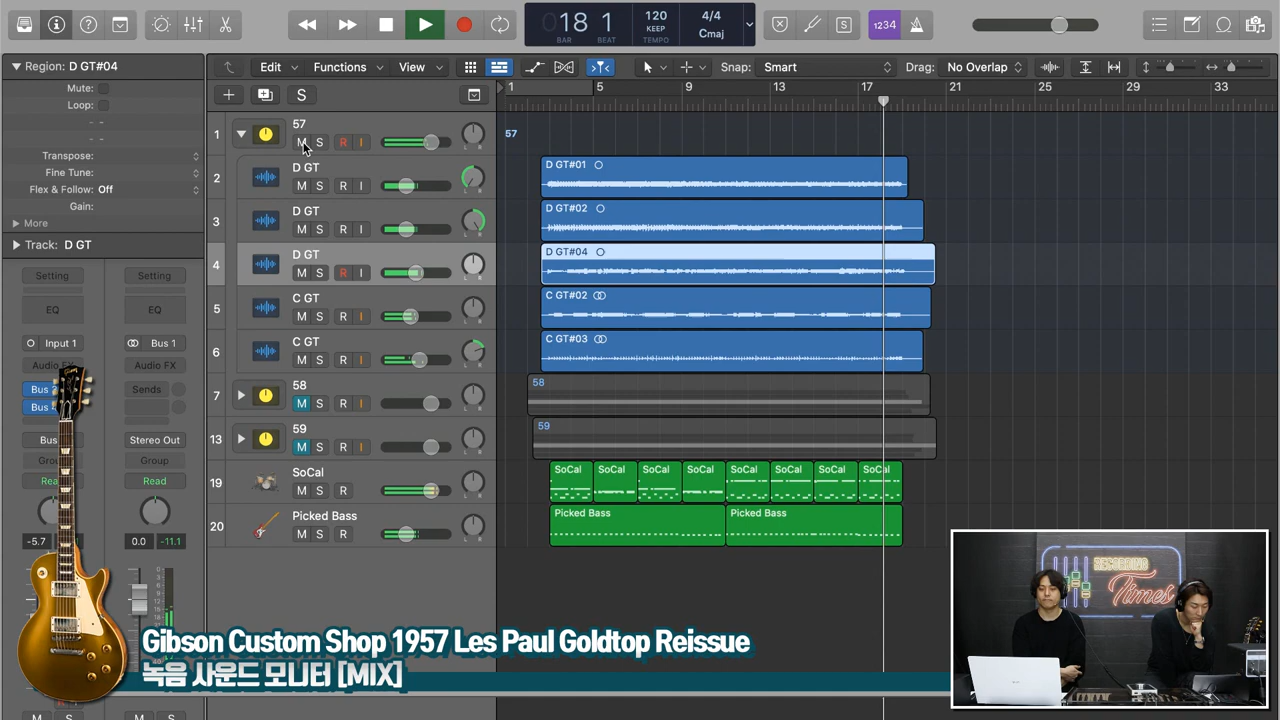 18 1
BAR BEAT
120
KEEP
TEMPO
4/4
Cmaj
1234
S
Region: D GT#04
Mute:
Loop:
Transpose:
Fine Tune:
Flex & Follow: Off
Gain:
More
Track: D GT
Setting
Setting
EQ
EQ
Input 1
Bus 1
Audio FX
Audio FX
Bus
Sends
Bus
Bus
Stereo Out
Group
Read
-5.7
0.0 -11.1
Edit
Functions
View
Snap: Smart
Drag: No Overlap
S
1 5 9 13 17 21 25 29 33
1 57
M S R I
57
2 D GT
M S R I
D GT#01
3 D GT
M S R I
D GT#02
4 D GT
M S R I
D GT#04
5 C GT
M S R I
C GT#02
6 C GT
M S R I
C GT#03
7 58
M S R I
58
13 59
M S R I
59
19 SoCal
M S R
SoCal SoCal SoCal SoCal SoCal SoCal SoCal SoCal
20 Picked Bass
M S R
Picked Bass Picked Bass
RECORDING
Times
Gibson Custom Shop 1957 Les Paul Goldtop Reissue
녹음 사운드 모니터 [MIX]